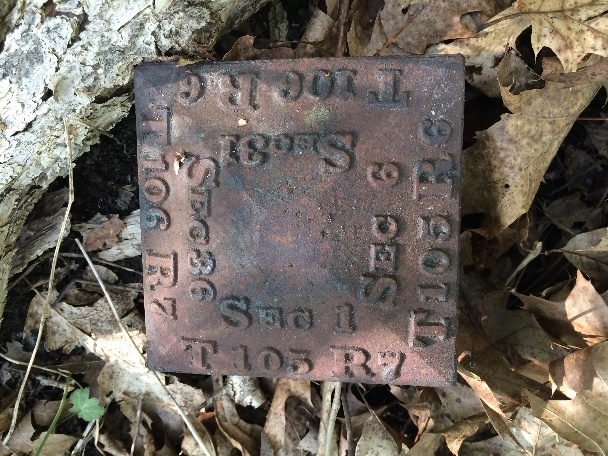 T 106 R 6
SEC 31
T 106 R 7
SEC 36
SEC 6
T 105 R 6
SEC 1
T 105 R7